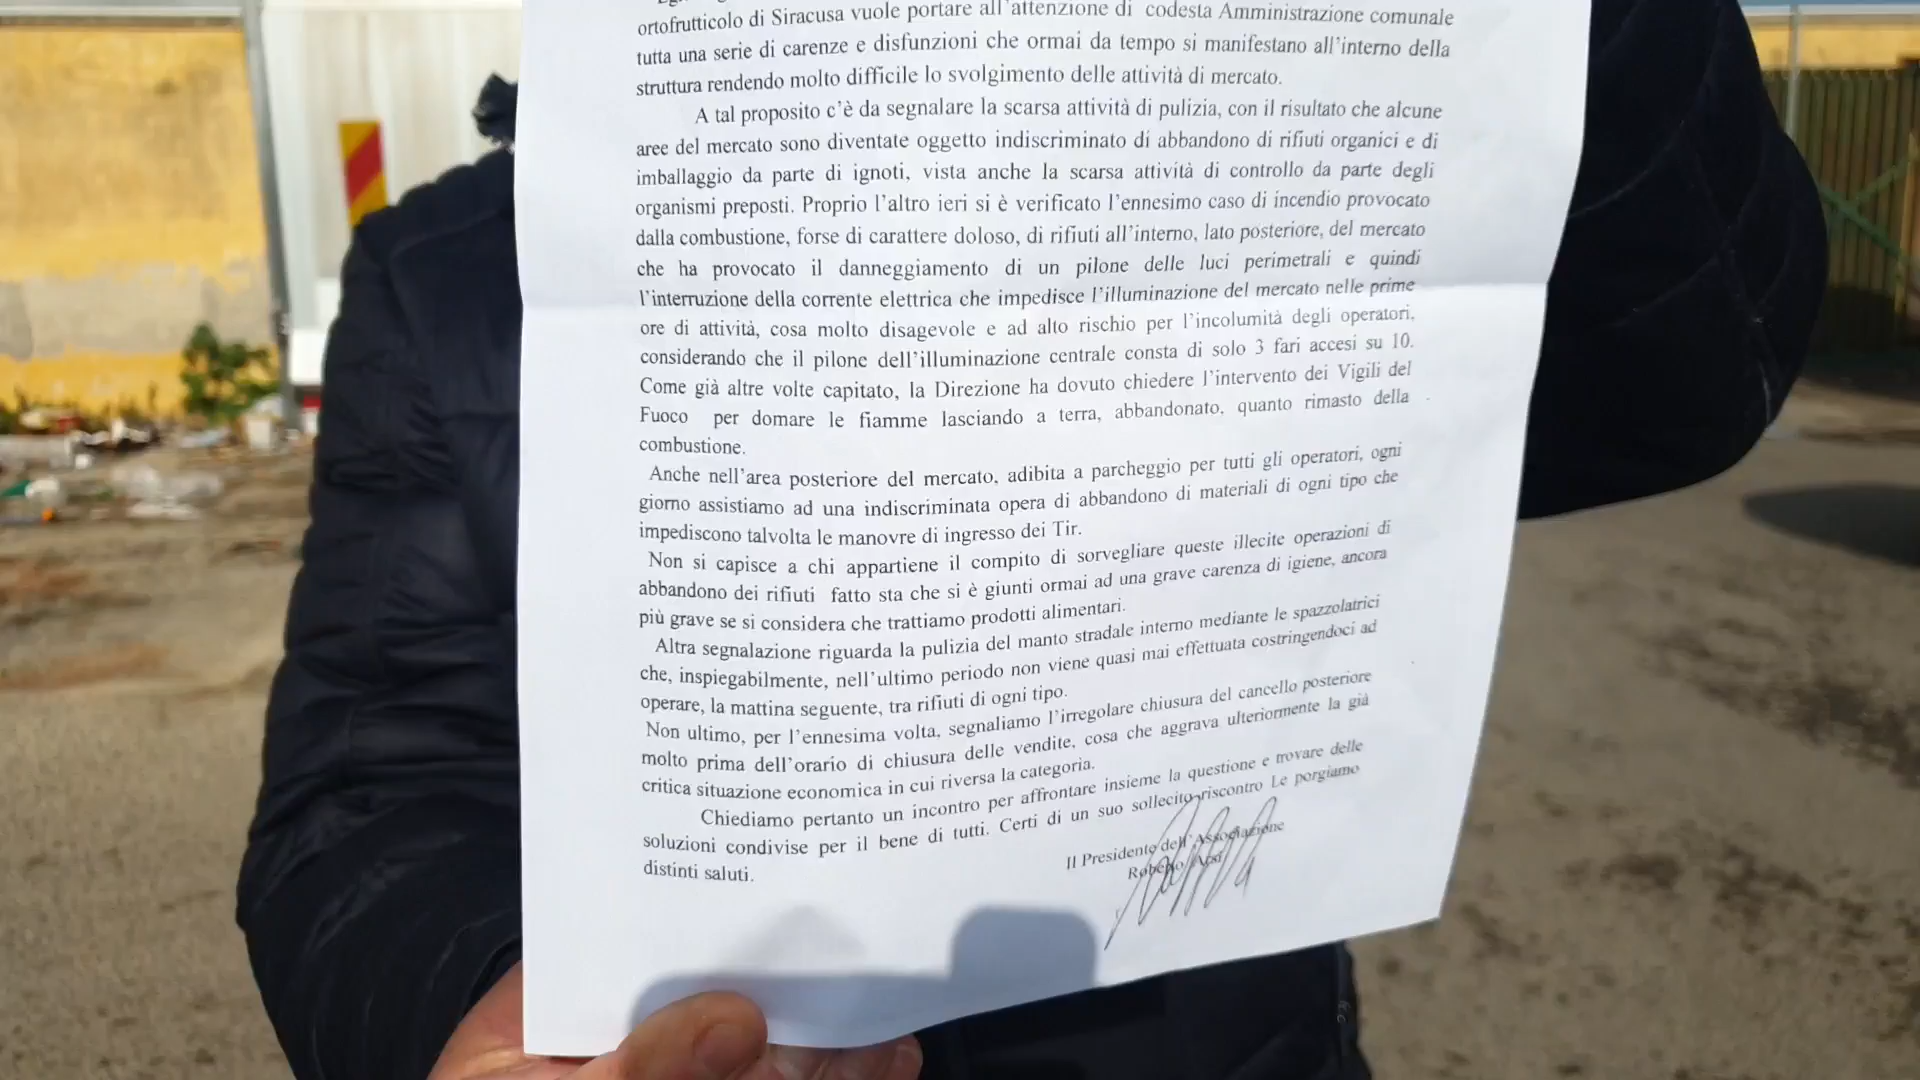 ortofrutticolo di Siracusa vuole portare all'attenzione di codesta Amministrazione comunale
tutta una serie di carenze e disfunzioni che ormai da tempo si manifestano all'interno della
struttura rendendo molto difficile lo svolgimento delle attività di mercato.
A tal proposito c'è da segnalare la scarsa attività di pulizia, con il risultato che alcune
aree del mercato sono diventate oggetto indiscriminato di abbandono di rifiuti organici e di
imballaggio da parte di ignoti, vista anche la scarsa attività di controllo da parte degli
organismi preposti. Proprio l'altro ieri si è verificato l'ennesimo caso di incendio provocato
dalla combustione, forse di carattere doloso, di rifiuti all'interno, lato posteriore, del mercato
che ha provocato il danneggiamento di un pilone delle luci perimetrali e quindi
l'interruzione della corrente elettrica che impedisce l'illuminazione del mercato nelle prime
ore di attività, cosa molto disagevole e ad alto rischio per l'incolumità degli operatori,
considerando che il pilone dell'illuminazione centrale consta di solo 3 fari accesi su 10.
Come già altre volte capitato, la Direzione ha dovuto chiedere l'intervento dei Vigili del
Fuoco per domare le fiamme lasciando a terra, abbandonato, quanto rimasto della
combustione.
Anche nell'area posteriore del mercato, adibita a parcheggio per tutti gli operatori, ogni
giorno assistiamo ad una indiscriminata opera di abbandono di materiali di ogni tipo che
impediscono talvolta le manovre di ingresso dei Tir.
Non si capisce a chi appartiene il compito di sorvegliare queste illecite operazioni di
abbandono dei rifiuti fatto sta che si è giunti ormai ad una grave carenza di igiene, ancora
più grave se si considera che trattiamo prodotti alimentari.
Altra segnalazione riguarda la pulizia del manto stradale interno mediante le spazzolatrici
che, inspiegabilmente, nell'ultimo periodo non viene quasi mai effettuata costringendoci ad
operare, la mattina seguente, tra rifiuti di ogni tipo.
Non ultimo, per l'ennesima volta, segnaliamo l'irregolare chiusura del cancello posteriore
molto prima dell'orario di chiusura delle vendite, cosa che aggrava ulteriormente la già
critica situazione economica in cui riversa la categoria.
Chiediamo pertanto un incontro per affrontare insieme la questione e trovare delle
soluzioni condivise per il bene di tutti. Certi di un suo sollecito riscontro Le porgiamo
distinti saluti.
Il Presidente dell'Associazione
Roberto